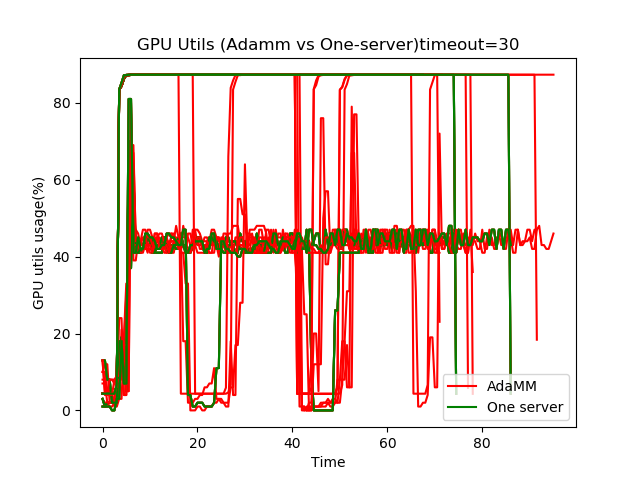 GPU Utils (Adamm vs One-server)timeout=30
80
60
40
20
0
GPU utils usage(%)
0 20 40 60 80
Time
AdaMM
One server